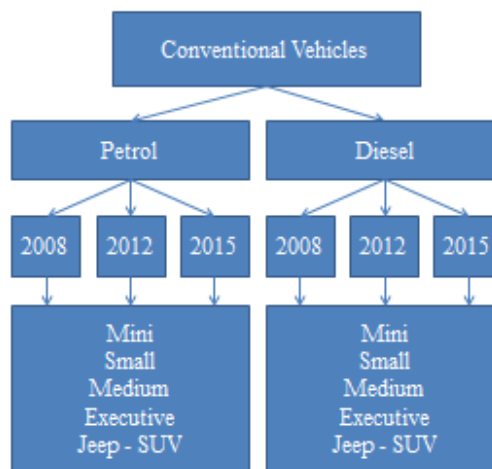 Conventional Vehicles
Petrol
Diesel
2008
2012
2015
2008
2012
2015
Mini
Small
Medium
Executive
Jeep - SUV
Mini
Small
Medium
Executive
Jeep - SUV